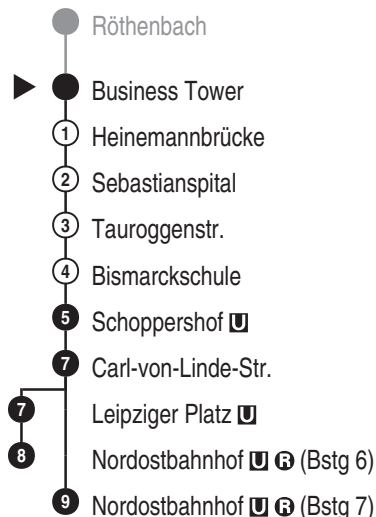 Röthenbach
Business Tower
1 Heinemannbrücke
2 Sebastianspital
3 Tauroggenstr.
4 Bismarckschule
5 Schoppershof U
7 Carl-von-Linde-Str.
7 Leipziger Platz U
8 Nordostbahnhof U R (Bstg 6)
9 Nordostbahnhof U R (Bstg 7)